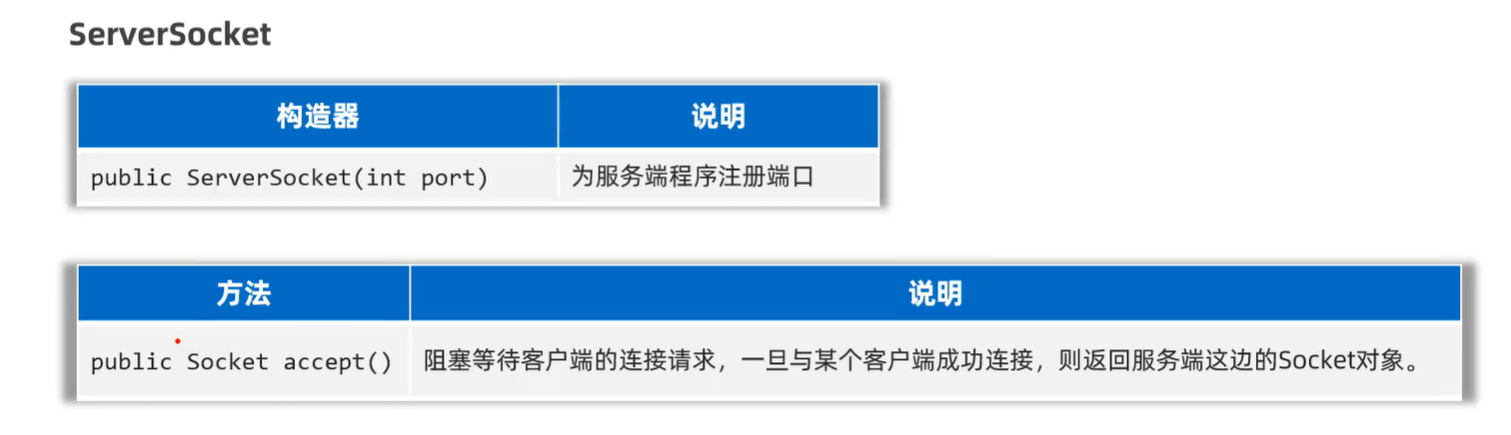 ServerSocket
构造器 说明
public ServerSocket(int port) 为服务端程序注册端口
方法 说明
public Socket accept() 阻塞等待客户端的连接请求，一旦与某个客户端成功连接，则返回服务端这边的Socket对象。